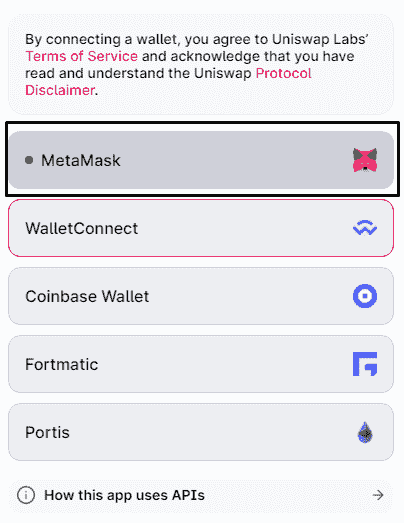 By connecting a wallet, you agree to Uniswap Labs’
Terms of Service and acknowledge that you have
read and understand the Uniswap Protocol
Disclaimer.
MetaMask
WalletConnect
Coinbase Wallet
Fortmatic
Portis
How this app uses APIs